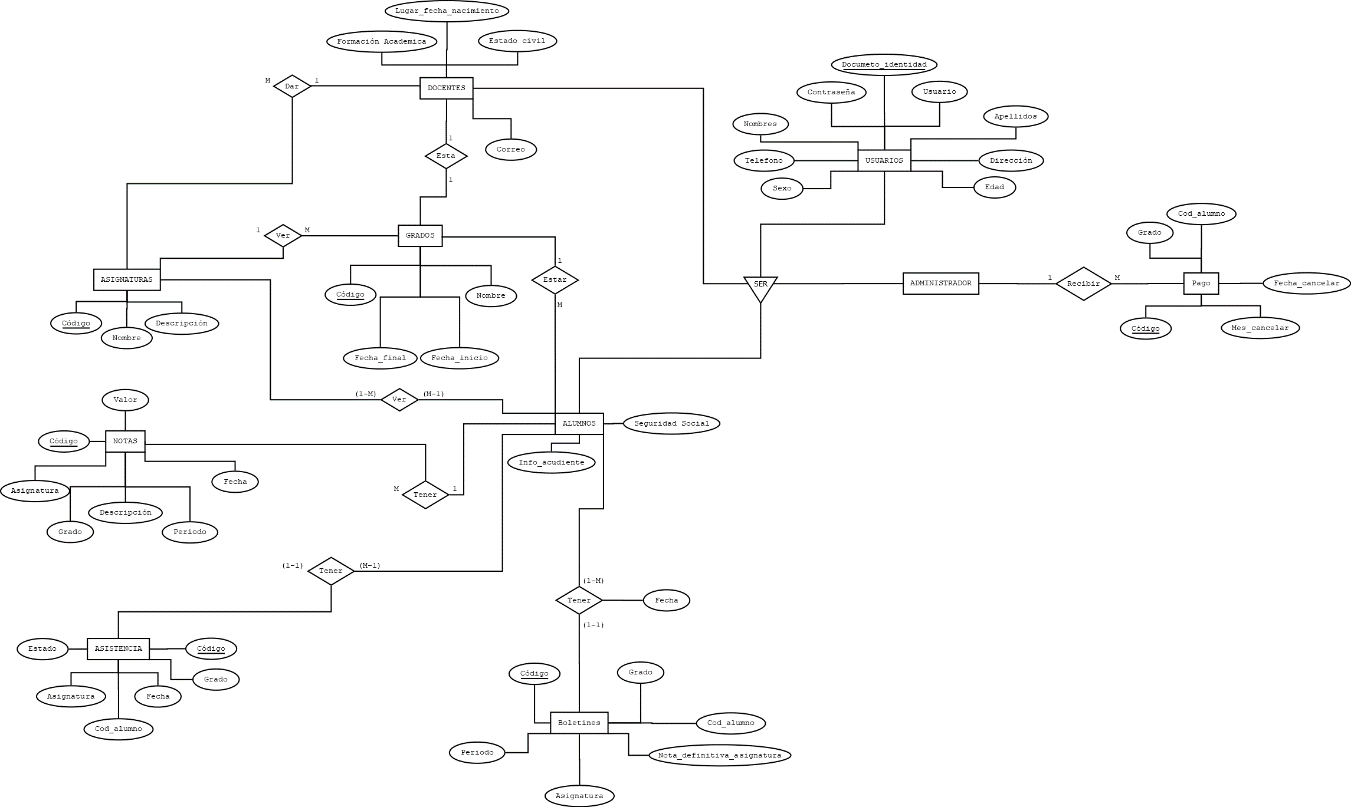 Lugar_fecha_nacimiento
Formación Academica
Estado civil
Documeto_identidad
M
Dar
1
DOCENTES
Contraseña
Usuario
Nombres
Apellidos
1
Esta
Correo
Telefono
USUARIOS
Dirección
1
Sexo
Edad
Cod_alumno
1
Ver
M
GRADOS
Grado
1
ASIGNATURAS
Estar
SER
ADMINISTRADOR
1
Recibir
M
Pago
Fecha_cancelar
Código
Nombre
M
Código
Descripción
Nombre
Código
Mes_cancelar
Fecha_final
Fecha_inicio
(1-M)
Ver
(M-1)
Valor
ALUMNOS
Seguridad Social
Código
NOTAS
Info_acudiente
Fecha
Asignatura
M
Tener
1
Descripción
Grado
Periodo
(1-1)
Tener
(M-1)
(1-M)
Tener
Fecha
(1-1)
Estado
ASISTENCIA
Código
Grado
Código
Grado
Asignatura
Fecha
Cod_alumno
Boletines
Cod_alumno
Periodo
Nota_definitiva_asignatura
Asignatura